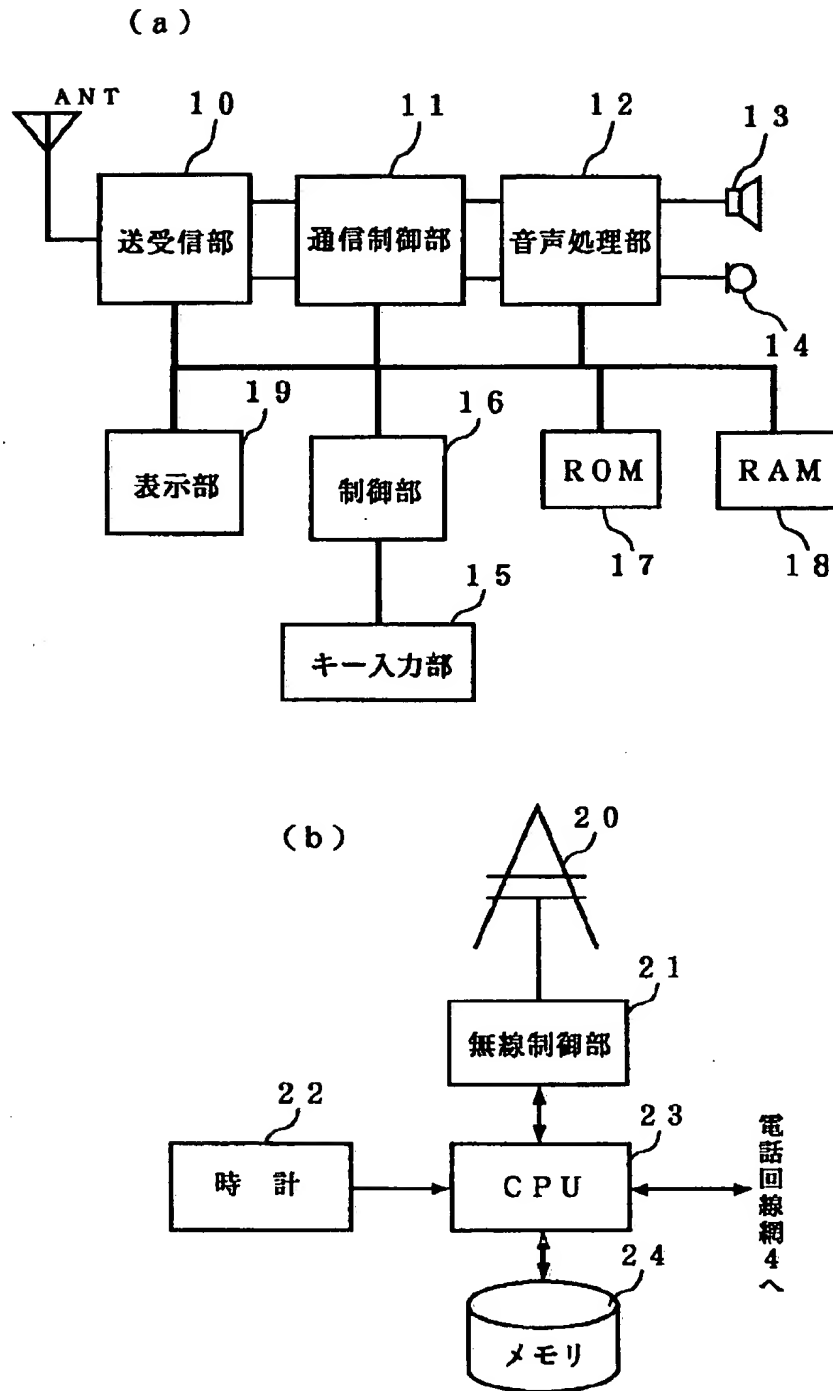 (a)
ANT
10
11
12
13
送受信部
通信制御部
音声処理部
14
19
16
表示部
制御部
ROM
RAM
17
18
15
キー入力部
(b)
20
21
無線制御部
22
23
時 計
CPU
電話回線網4へ
24
メモリ